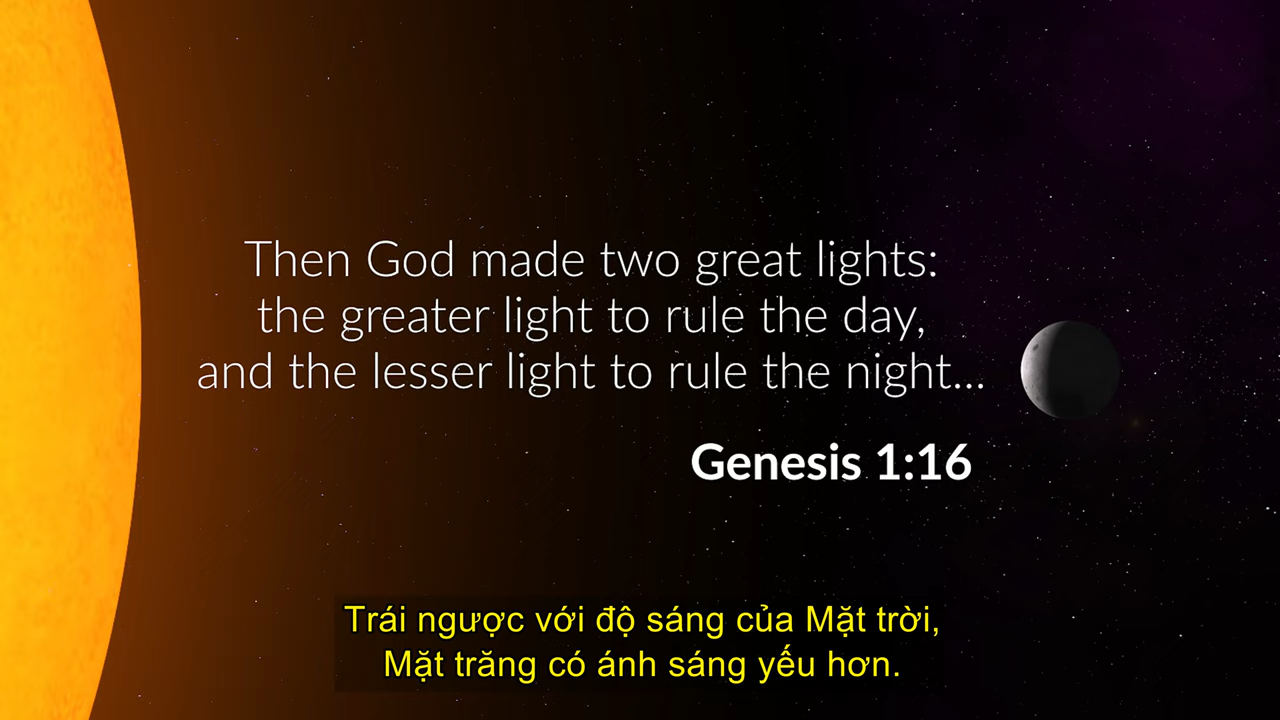 Then God made two great lights:
the greater light to rule the day,
and the lesser light to rule the night...
Genesis 1:16
Trái ngược với độ sáng của Mặt trời,
Mặt trăng có ánh sáng yếu hơn.